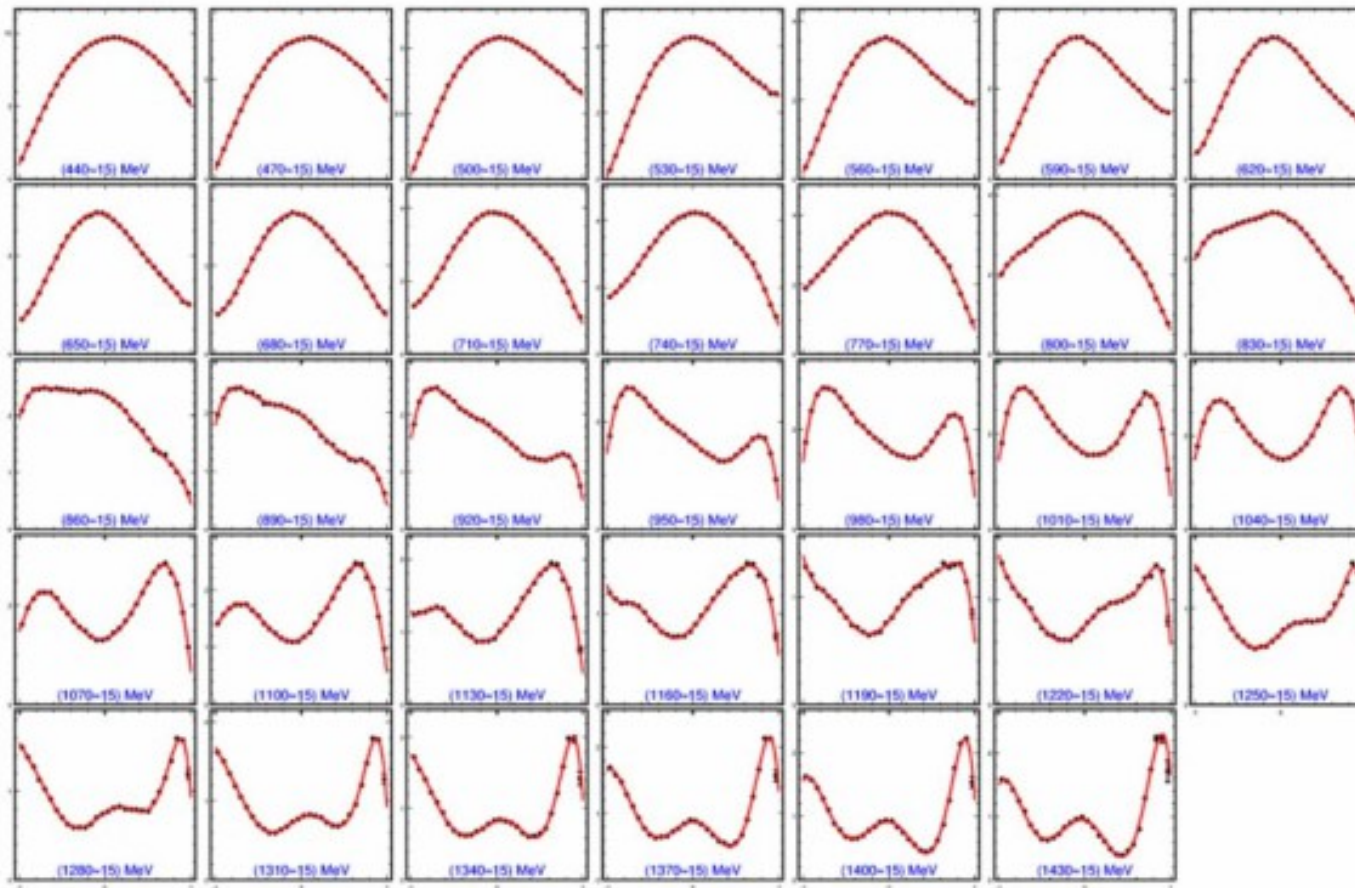 (440~15) MeV
(470~15) MeV
(500~15) MeV
(530~15) MeV
(560~15) MeV
(590~15) MeV
(620~15) MeV
(650~15) MeV
(680~15) MeV
(710~15) MeV
(740~15) MeV
(770~15) MeV
(800~15) MeV
(830~15) MeV
(860~15) MeV
(890~15) MeV
(920~15) MeV
(950~15) MeV
(980~15) MeV
(1010~15) MeV
(1040~15) MeV
(1070~15) MeV
(1100~15) MeV
(1130~15) MeV
(1160~15) MeV
(1190~15) MeV
(1220~15) MeV
(1250~15) MeV
(1280~15) MeV
(1310~15) MeV
(1340~15) MeV
(1370~15) MeV
(1400~15) MeV
(1430~15) MeV